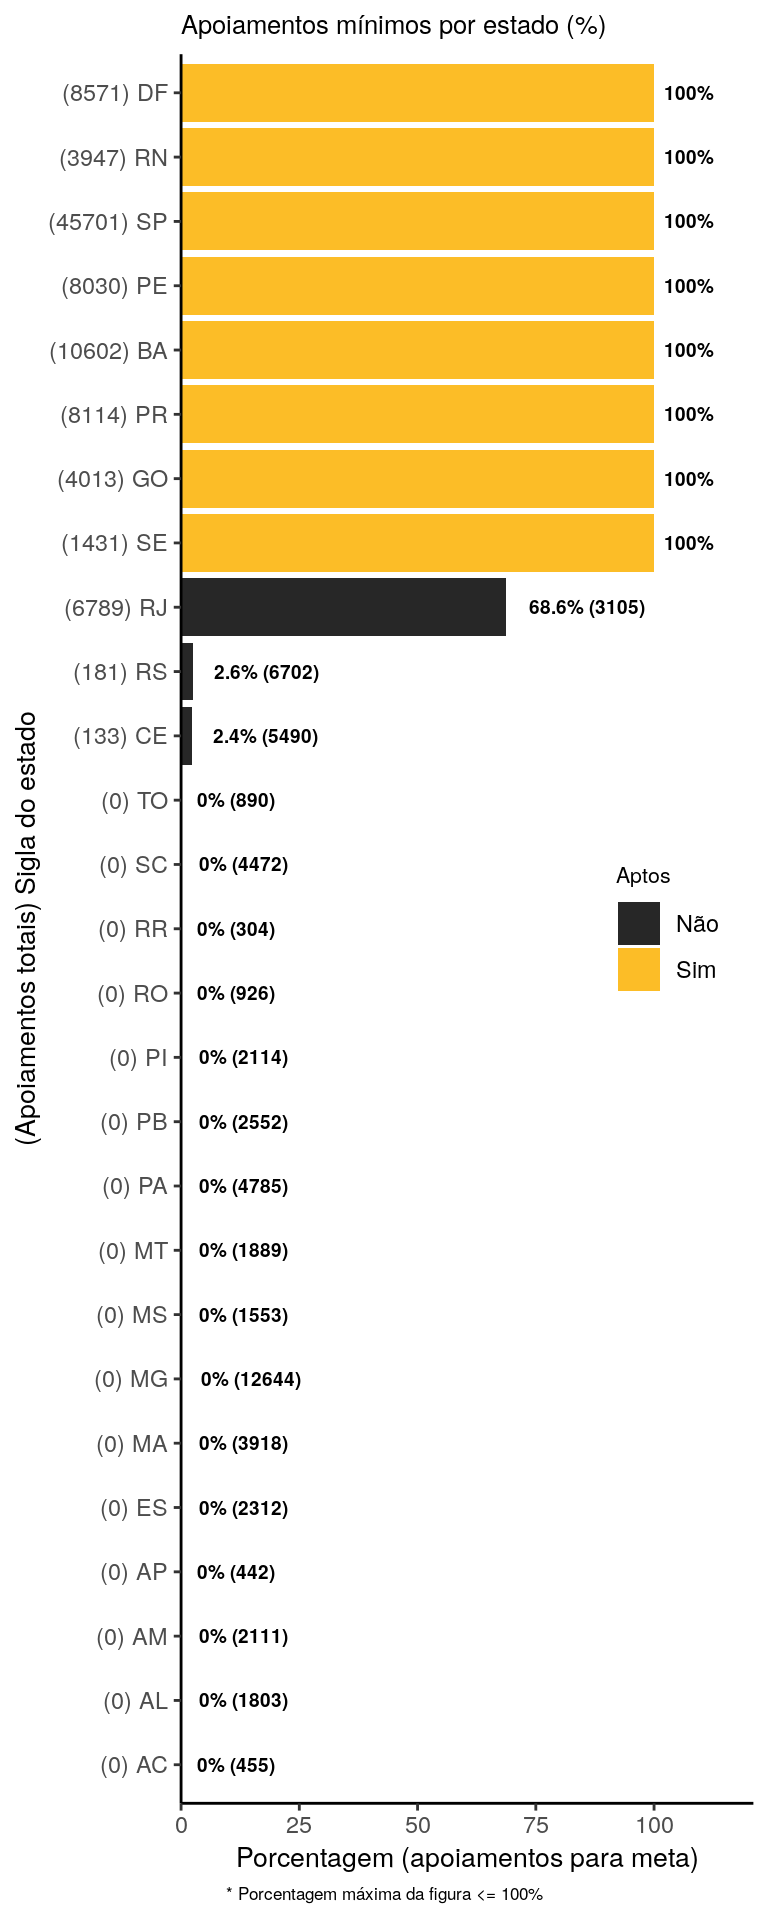 Apoiamentos mínimos por estado (%)
(8571) DF 100%
(3947) RN 100%
(45701) SP 100%
(8030) PE 100%
(10602) BA 100%
(8114) PR 100%
(4013) GO 100%
(1431) SE 100%
(6789) RJ 68.6% (3105)
(181) RS 2.6% (6702)
(133) CE 2.4% (5490)
(0) TO 0% (890)
(0) SC 0% (4472)
(0) RR 0% (304)
(0) RO 0% (926)
(0) PI 0% (2114)
(0) PB 0% (2552)
(0) PA 0% (4785)
(0) MT 0% (1889)
(0) MS 0% (1553)
(0) MG 0% (12644)
(0) MA 0% (3918)
(0) ES 0% (2312)
(0) AP 0% (442)
(0) AM 0% (2111)
(0) AL 0% (1803)
(0) AC 0% (455)
(Apoiamentos totais) Sigla do estado
Aptos
Não
Sim
0 25 50 75 100
Porcentagem (apoiamentos para meta)
* Porcentagem máxima da figura <= 100%